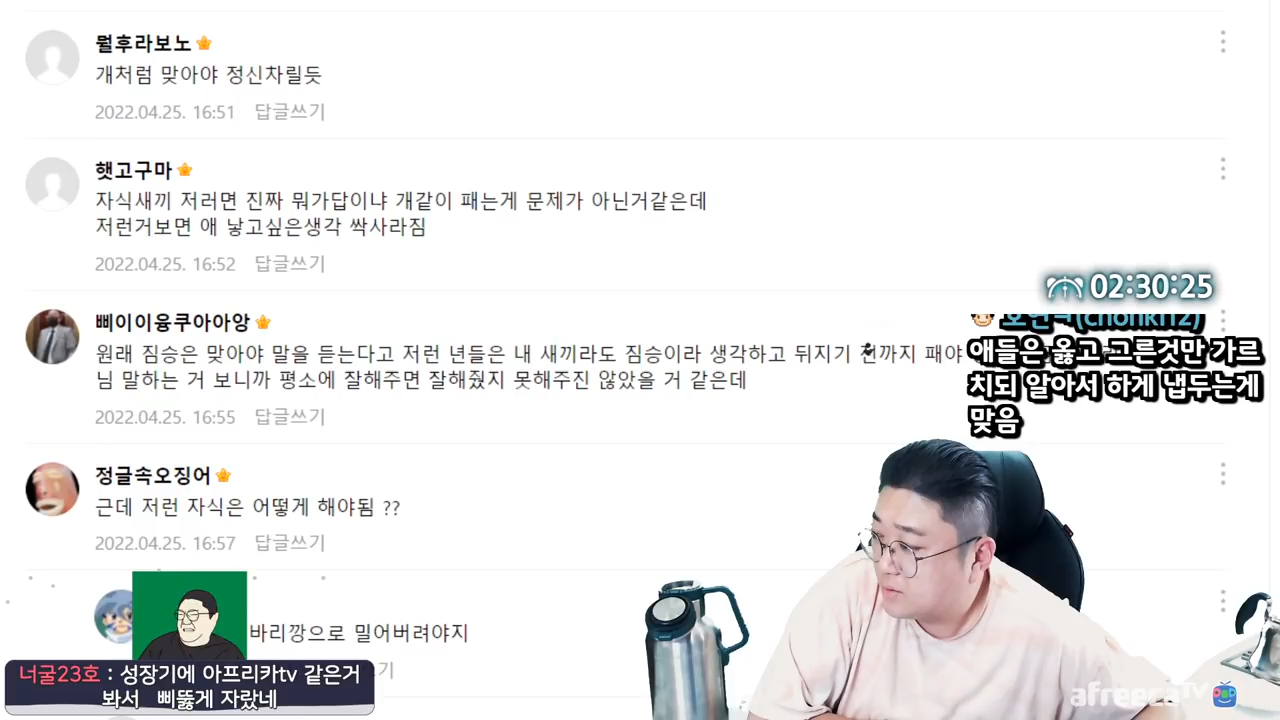 뭘후라보노
개처럼 맞아야 정신차릴듯
2022.04.25. 16:51 답글쓰기
햇고구마
자식새끼 저러면 진짜 뭐가답이냐 개같이 패는게 문제가 아닌거같은데
저런거보면 애 낳고싶은생각 싹사라짐
2022.04.25. 16:52 답글쓰기
02:30:25
삐이이융쿠아아앙
원래 짐승은 맞아야 말을 듣는다고 저런 년들은 내 새끼라도 짐승이라 생각하고 뒤지기 전까지 패야
님 말하는 거 보니까 평소에 잘해주면 잘해줬지 못해주진 않았을 거 같은데
2022.04.25. 16:55 답글쓰기
애들은 옳고 그른것만 갸르
치되 알아서 하게 냅두는게
맞음
정글속오징어
근데 저런 자식은 어떻게 해야됨 ??
2022.04.25. 16:57 답글쓰기
바리깡으로 밀어버려야지
너굴23호 : 성장기에 아프리카tv 같은거
봐서 삐뚫게 자랐네
afreecaTV